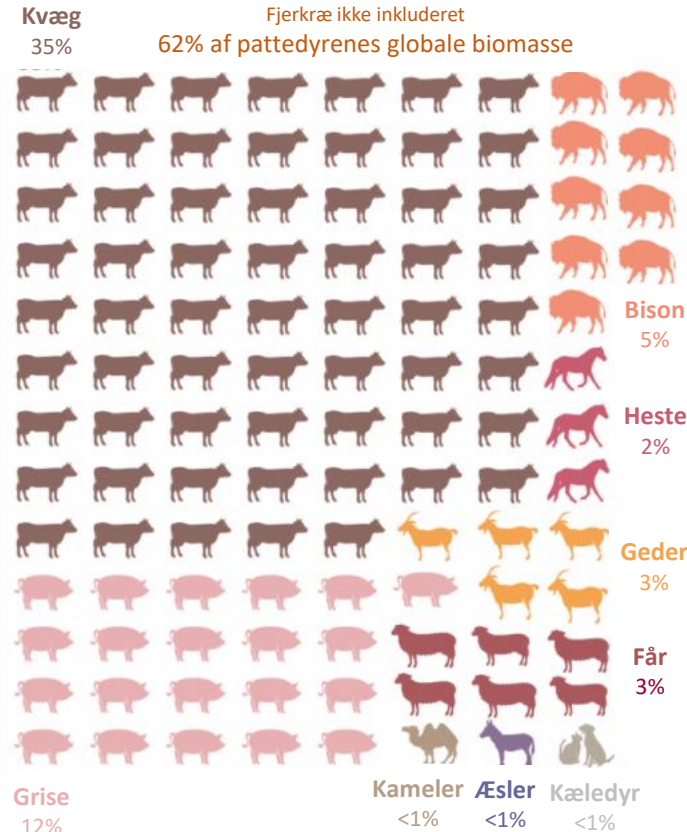 Kvæg
35%
Fjerkræ ikke inkluderet
62% af pattedyrenes globale biomasse
Bison
5%
Heste
2%
Geder
3%
Får
3%
Grise
12%
Kameler
<1%
Æsler
<1%
Kæledyr
<1%